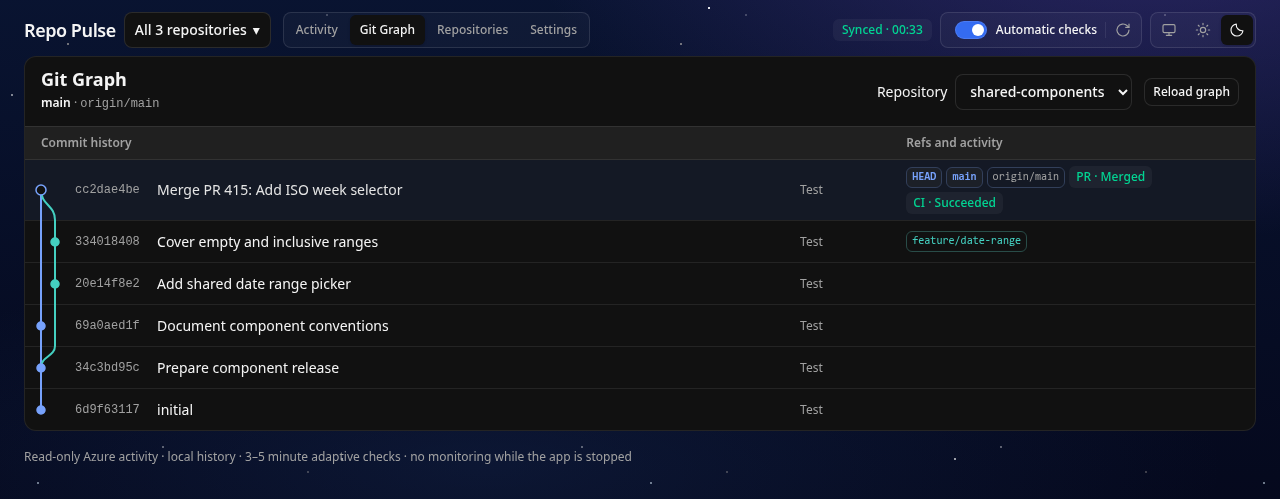 Repo Pulse All 3 repositories ▾ Activity Git Graph Repositories Settings Synced · 00:33 Automatic checks
Git Graph
main · origin/main
Repository shared-components Reload graph
Commit history Refs and activity
cc2dae4be Merge PR 415: Add ISO week selector Test HEAD main origin/main PR · Merged
CI · Succeeded
334018408 Cover empty and inclusive ranges Test feature/date-range
20e14f8e2 Add shared date range picker Test
69a0aed1f Document component conventions Test
34c3bd95c Prepare component release Test
6d9f63117 initial Test
Read-only Azure activity · local history · 3–5 minute adaptive checks · no monitoring while the app is stopped